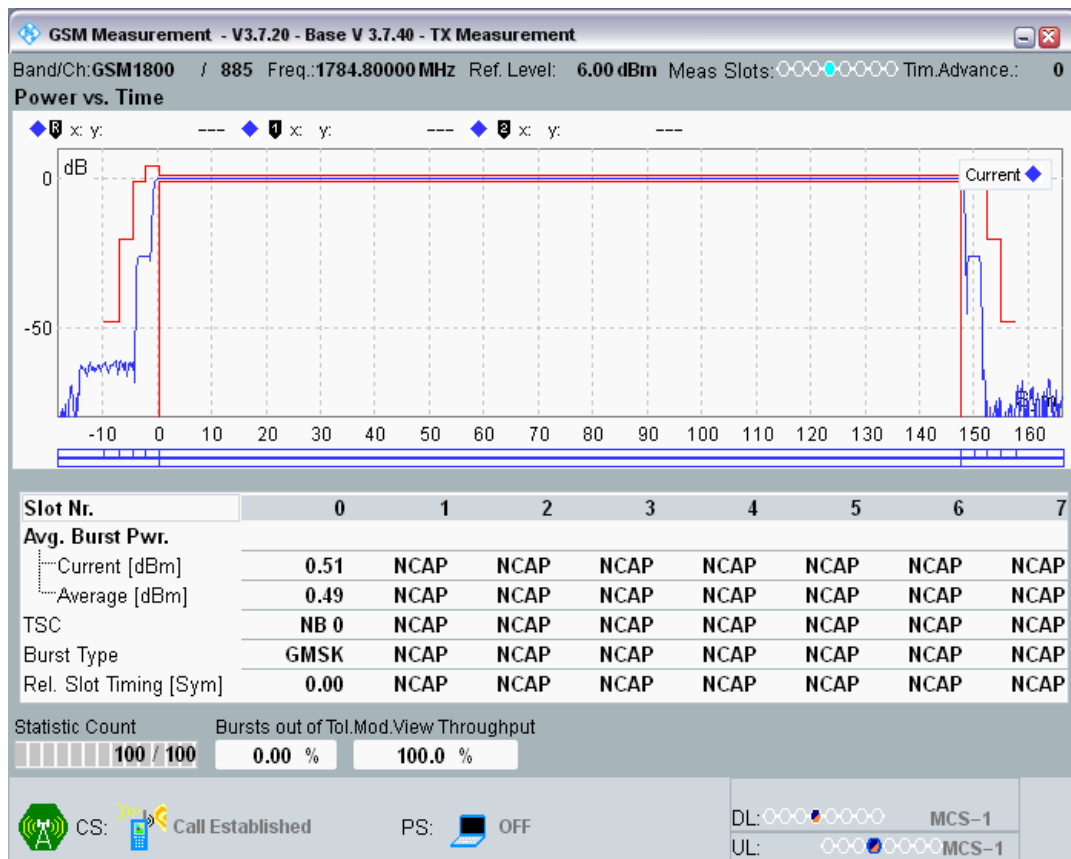 GSM Measurement - V3.7.20 - Base V 3.7.40 - TX Measurement
Band/Ch:GSM1800 / 885 Freq.:1784.80000 MHz Ref. Level: 6.00 dBm Meas Slots: Tim.Advance.: 0
Power vs. Time
R x: y: --- 1 x: y: --- 2 x: y: ---
dB
Current
0
-50
Sym
-10 0 10 20 30 40 50 60 70 80 90 100 110 120 130 140 150 160
Slot Nr. 0 1 2 3 4 5 6 7
Avg. Burst Pwr.
Current [dBm] 0.51 NCAP NCAP NCAP NCAP NCAP NCAP NCAP
Average [dBm] 0.49 NCAP NCAP NCAP NCAP NCAP NCAP NCAP
TSC NB 0 NCAP NCAP NCAP NCAP NCAP NCAP NCAP
Burst Type GMSK NCAP NCAP NCAP NCAP NCAP NCAP NCAP
Rel. Slot Timing [Sym] 0.00 NCAP NCAP NCAP NCAP NCAP NCAP NCAP
Statistic Count Bursts out of Tol.Mod.View Throughput
100 / 100 0.00 % 100.0 %
CS: Call Established PS: OFF
DL: MCS-1
UL: MCS-1